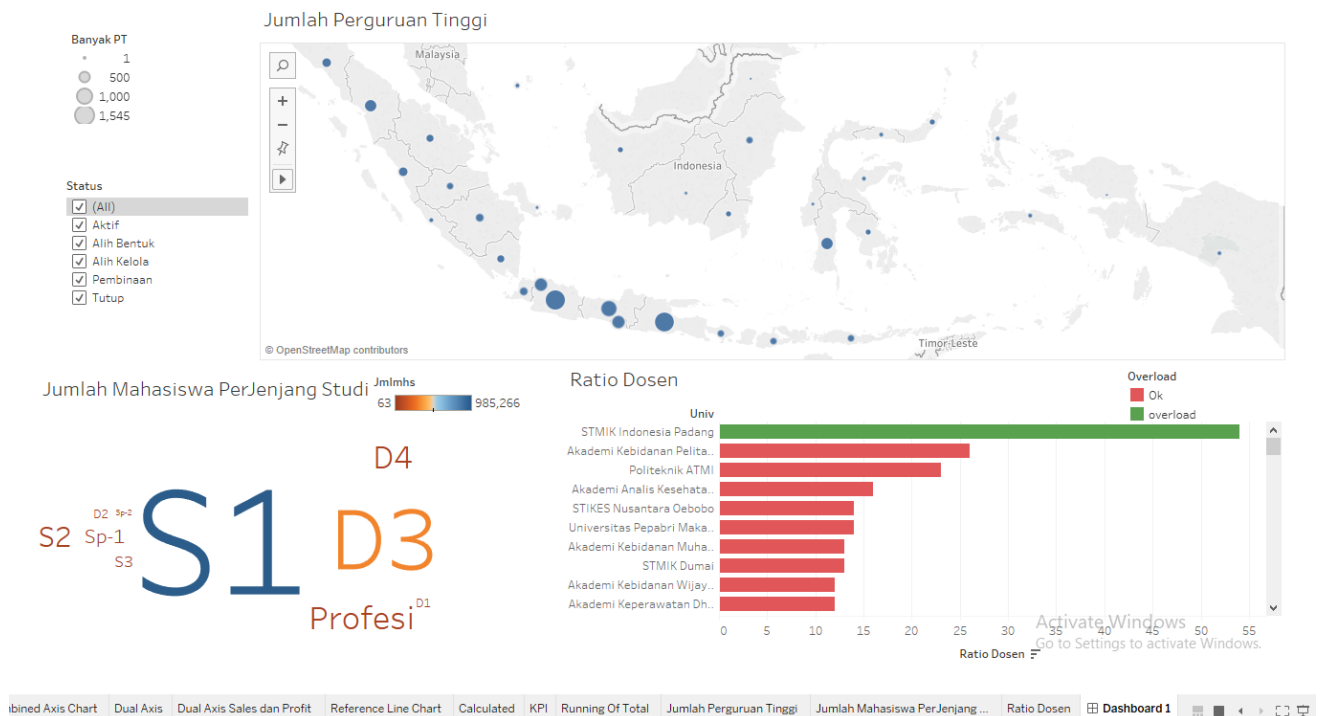 Jumlah Perguruan Tinggi
Banyak PT
1
500
1,000
1,545
Status
(All)
Aktif
Alih Bentuk
Alih Kelola
Pembinaan
Tutup
Malaysia
Indonesia
Timor-Leste
© OpenStreetMap contributors
Jumlah Mahasiswa PerJenjang Studi
Jmlmhs
63
985,266
D4
S1
D3
D2
Sp-2
S2
Sp-1
S3
Profesi
D1
Ratio Dosen
Overload
Ok
overload
Univ
STMIK Indonesia Padang
Akademi Kebidanan Pelita..
Politeknik ATMI
Akademi Analis Kesehata..
STIKES Nusantara Oebobo
Universitas Pepabri Maka..
Akademi Kebidanan Muha..
STMIK Dumai
Akademi Kebidanan Wijay..
Akademi Keperawatan Dh..
0 5 10 15 20 25 30 35 40 45 50 55
Ratio Dosen
Activate Windows
Go to Settings to activate Windows.
bined Axis Chart Dual Axis Dual Axis Sales dan Profit Reference Line Chart Calculated KPI Running Of Total Jumlah Perguruan Tinggi Jumlah Mahasiswa PerJenjang ... Ratio Dosen Dashboard 1